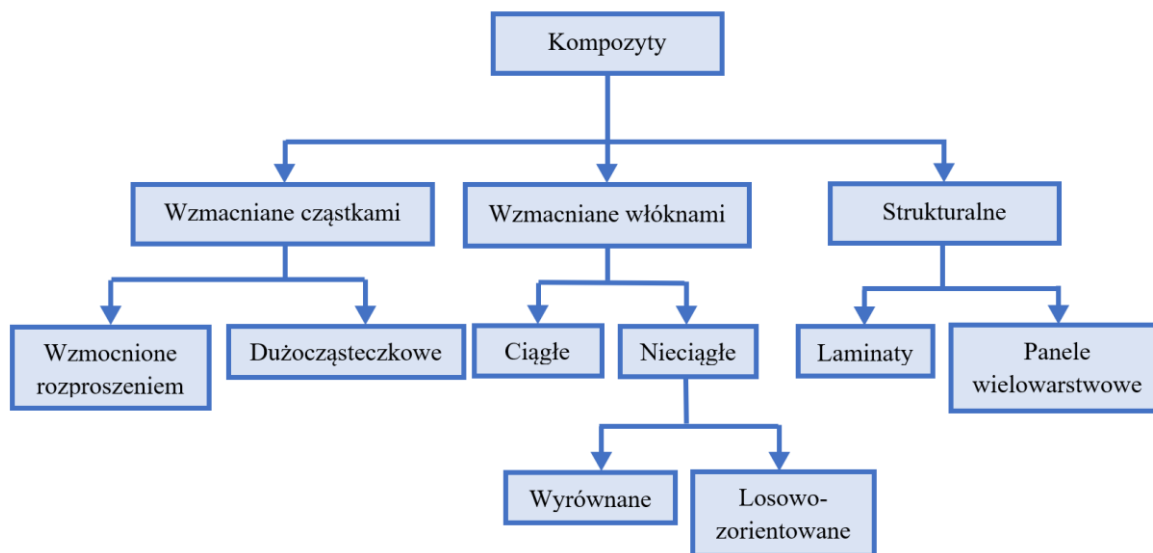 Kompozyty
Wzmacniane cząstkami
Wzmacniane włóknami
Strukturalne
Wzmocnione
rozproszeniem
Dużocząsteczkowe
Ciągłe
Nieciągłe
Laminaty
Panele
wielowarstwowe
Wyrównane
Losowo-
zorientowane